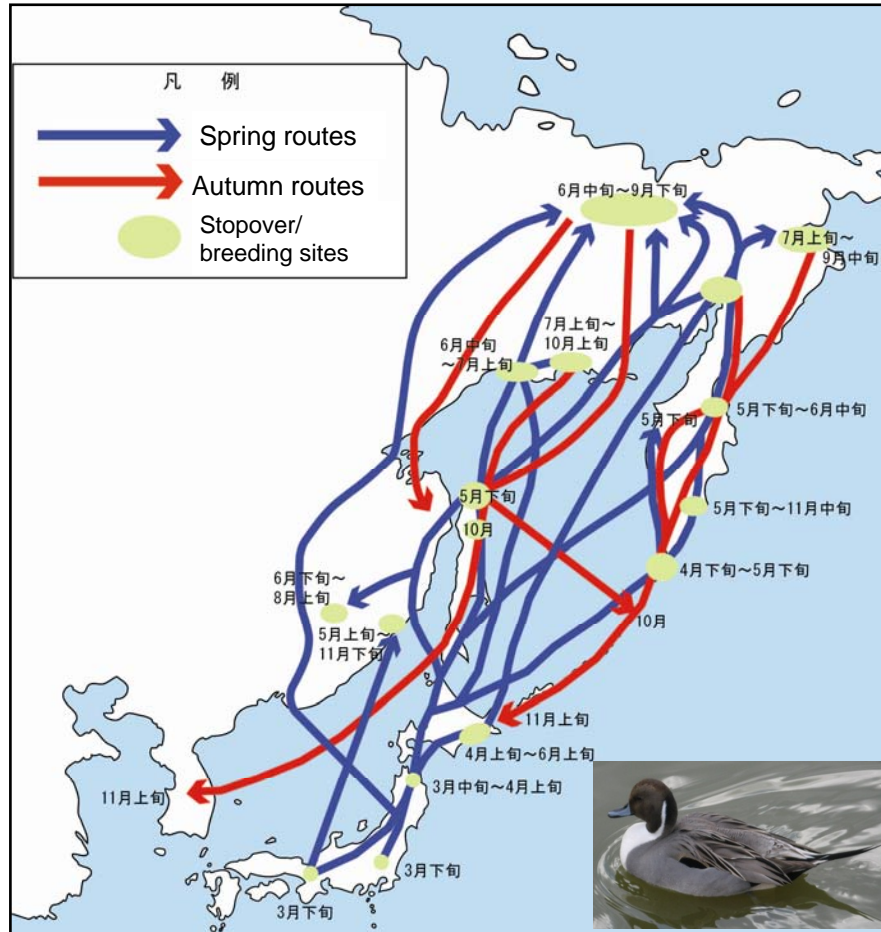 凡 例
Spring routes
Autumn routes
Stopover/
breeding sites
6月中旬～9月下旬
7月上旬～
9月中旬
7月上旬～
10月上旬
6月中旬
～7月上旬
5月下旬
5月下旬～6月中旬
5月下旬
10月
5月下旬～11月中旬
4月下旬～5月下旬
6月下旬～
8月上旬
5月上旬～
11月下旬
10月
11月上旬
4月上旬～6月上旬
11月上旬
3月中旬～4月上旬
3月下旬
3月下旬